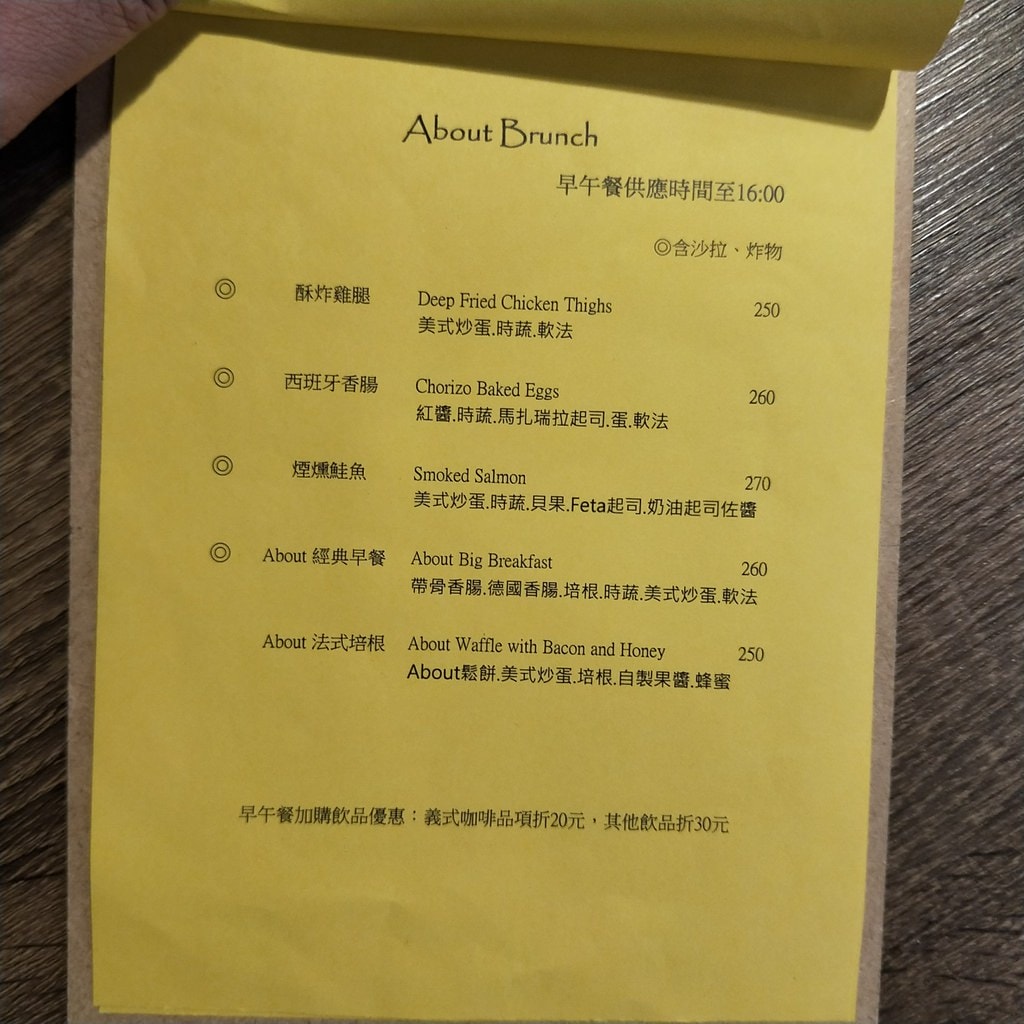 About Brunch
早午餐供應時間至16:00
◎含沙拉、炸物
◎ 酥炸雞腿 Deep Fried Chicken Thighs 250
美式炒蛋.時蔬.軟法
◎ 西班牙香腸 Chorizo Baked Eggs 260
紅醬.時蔬.馬扎瑞拉起司.蛋.軟法
◎ 煙燻鮭魚 Smoked Salmon 270
美式炒蛋.時蔬.貝果.Feta起司.奶油起司佐醬
◎ About 經典早餐 About Big Breakfast 260
帶骨香腸.德國香腸.培根.時蔬.美式炒蛋.軟法
About 法式培根 About Waffle with Bacon and Honey 250
About鬆餅.美式炒蛋.培根.自製果醬.蜂蜜
早午餐加購飲品優惠：義式咖啡品項折20元，其他飲品折30元